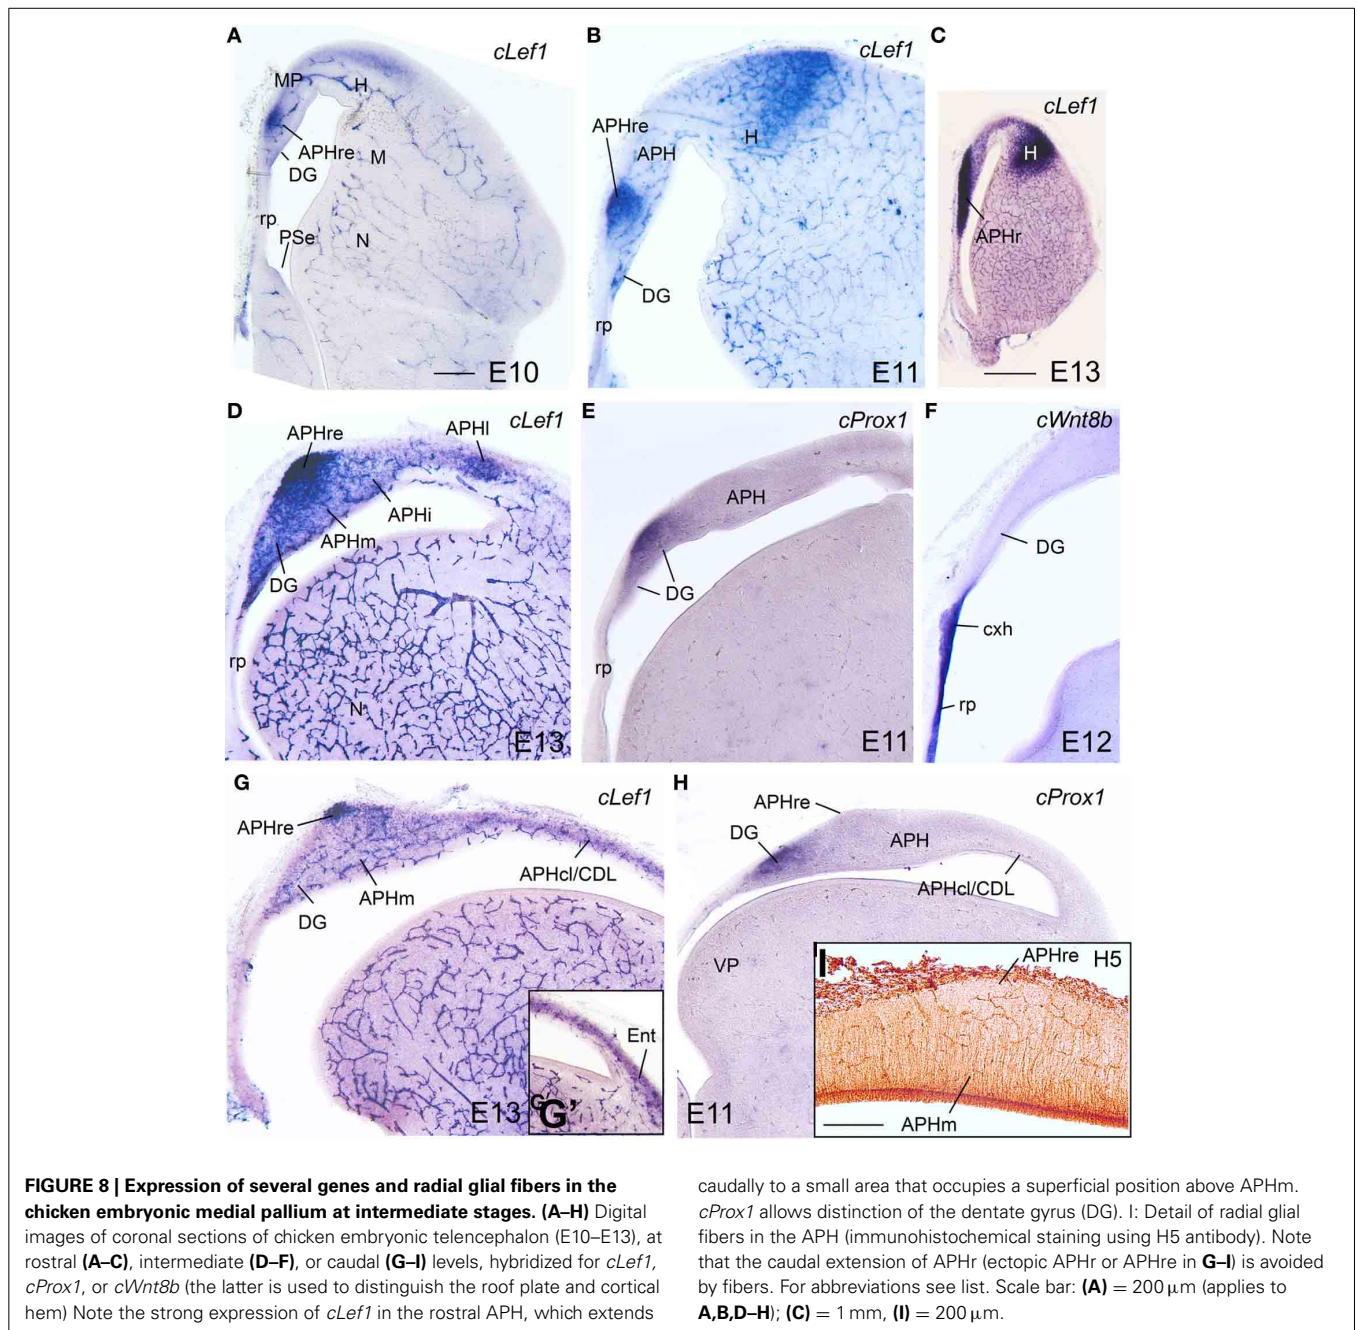 A
cLef1
MP
H
APHre
DG
M
rp
PSe
N
E10
B
cLef1
APHre
APH
H
DG
rp
E11
C
cLef1
H
APHr
E13
D
cLef1
APHre
APHl
APHi
APHm
DG
rp
N
E13
E
cProx1
APH
DG
rp
E11
F
cWnt8b
DG
cxh
rp
E12
G
cLef1
APHre
APHcl/CDL
APHm
DG
E13
G
G’
Ent
H
cProx1
APHre
DG
APH
APHcl/CDL
VP
E11
I
APHre
H5
APHm
FIGURE 8 | Expression of several genes and radial glial fibers in the
chicken embryonic medial pallium at intermediate stages. (A–H) Digital
images of coronal sections of chicken embryonic telencephalon (E10–E13), at
rostral (A–C), intermediate (D–F), or caudal (G–I) levels, hybridized for cLef1,
cProx1, or cWnt8b (the latter is used to distinguish the roof plate and cortical
hem) Note the strong expression of cLef1 in the rostral APH, which extends
caudally to a small area that occupies a superficial position above APHm.
cProx1 allows distinction of the dentate gyrus (DG). I: Detail of radial glial
fibers in the APH (immunohistochemical staining using H5 antibody). Note
that the caudal extension of APHr (ectopic APHr or APHre in G–I) is avoided
by fibers. For abbreviations see list. Scale bar: (A) = 200 μm (applies to
A,B,D–H); (C) = 1 mm, (I) = 200 μm.